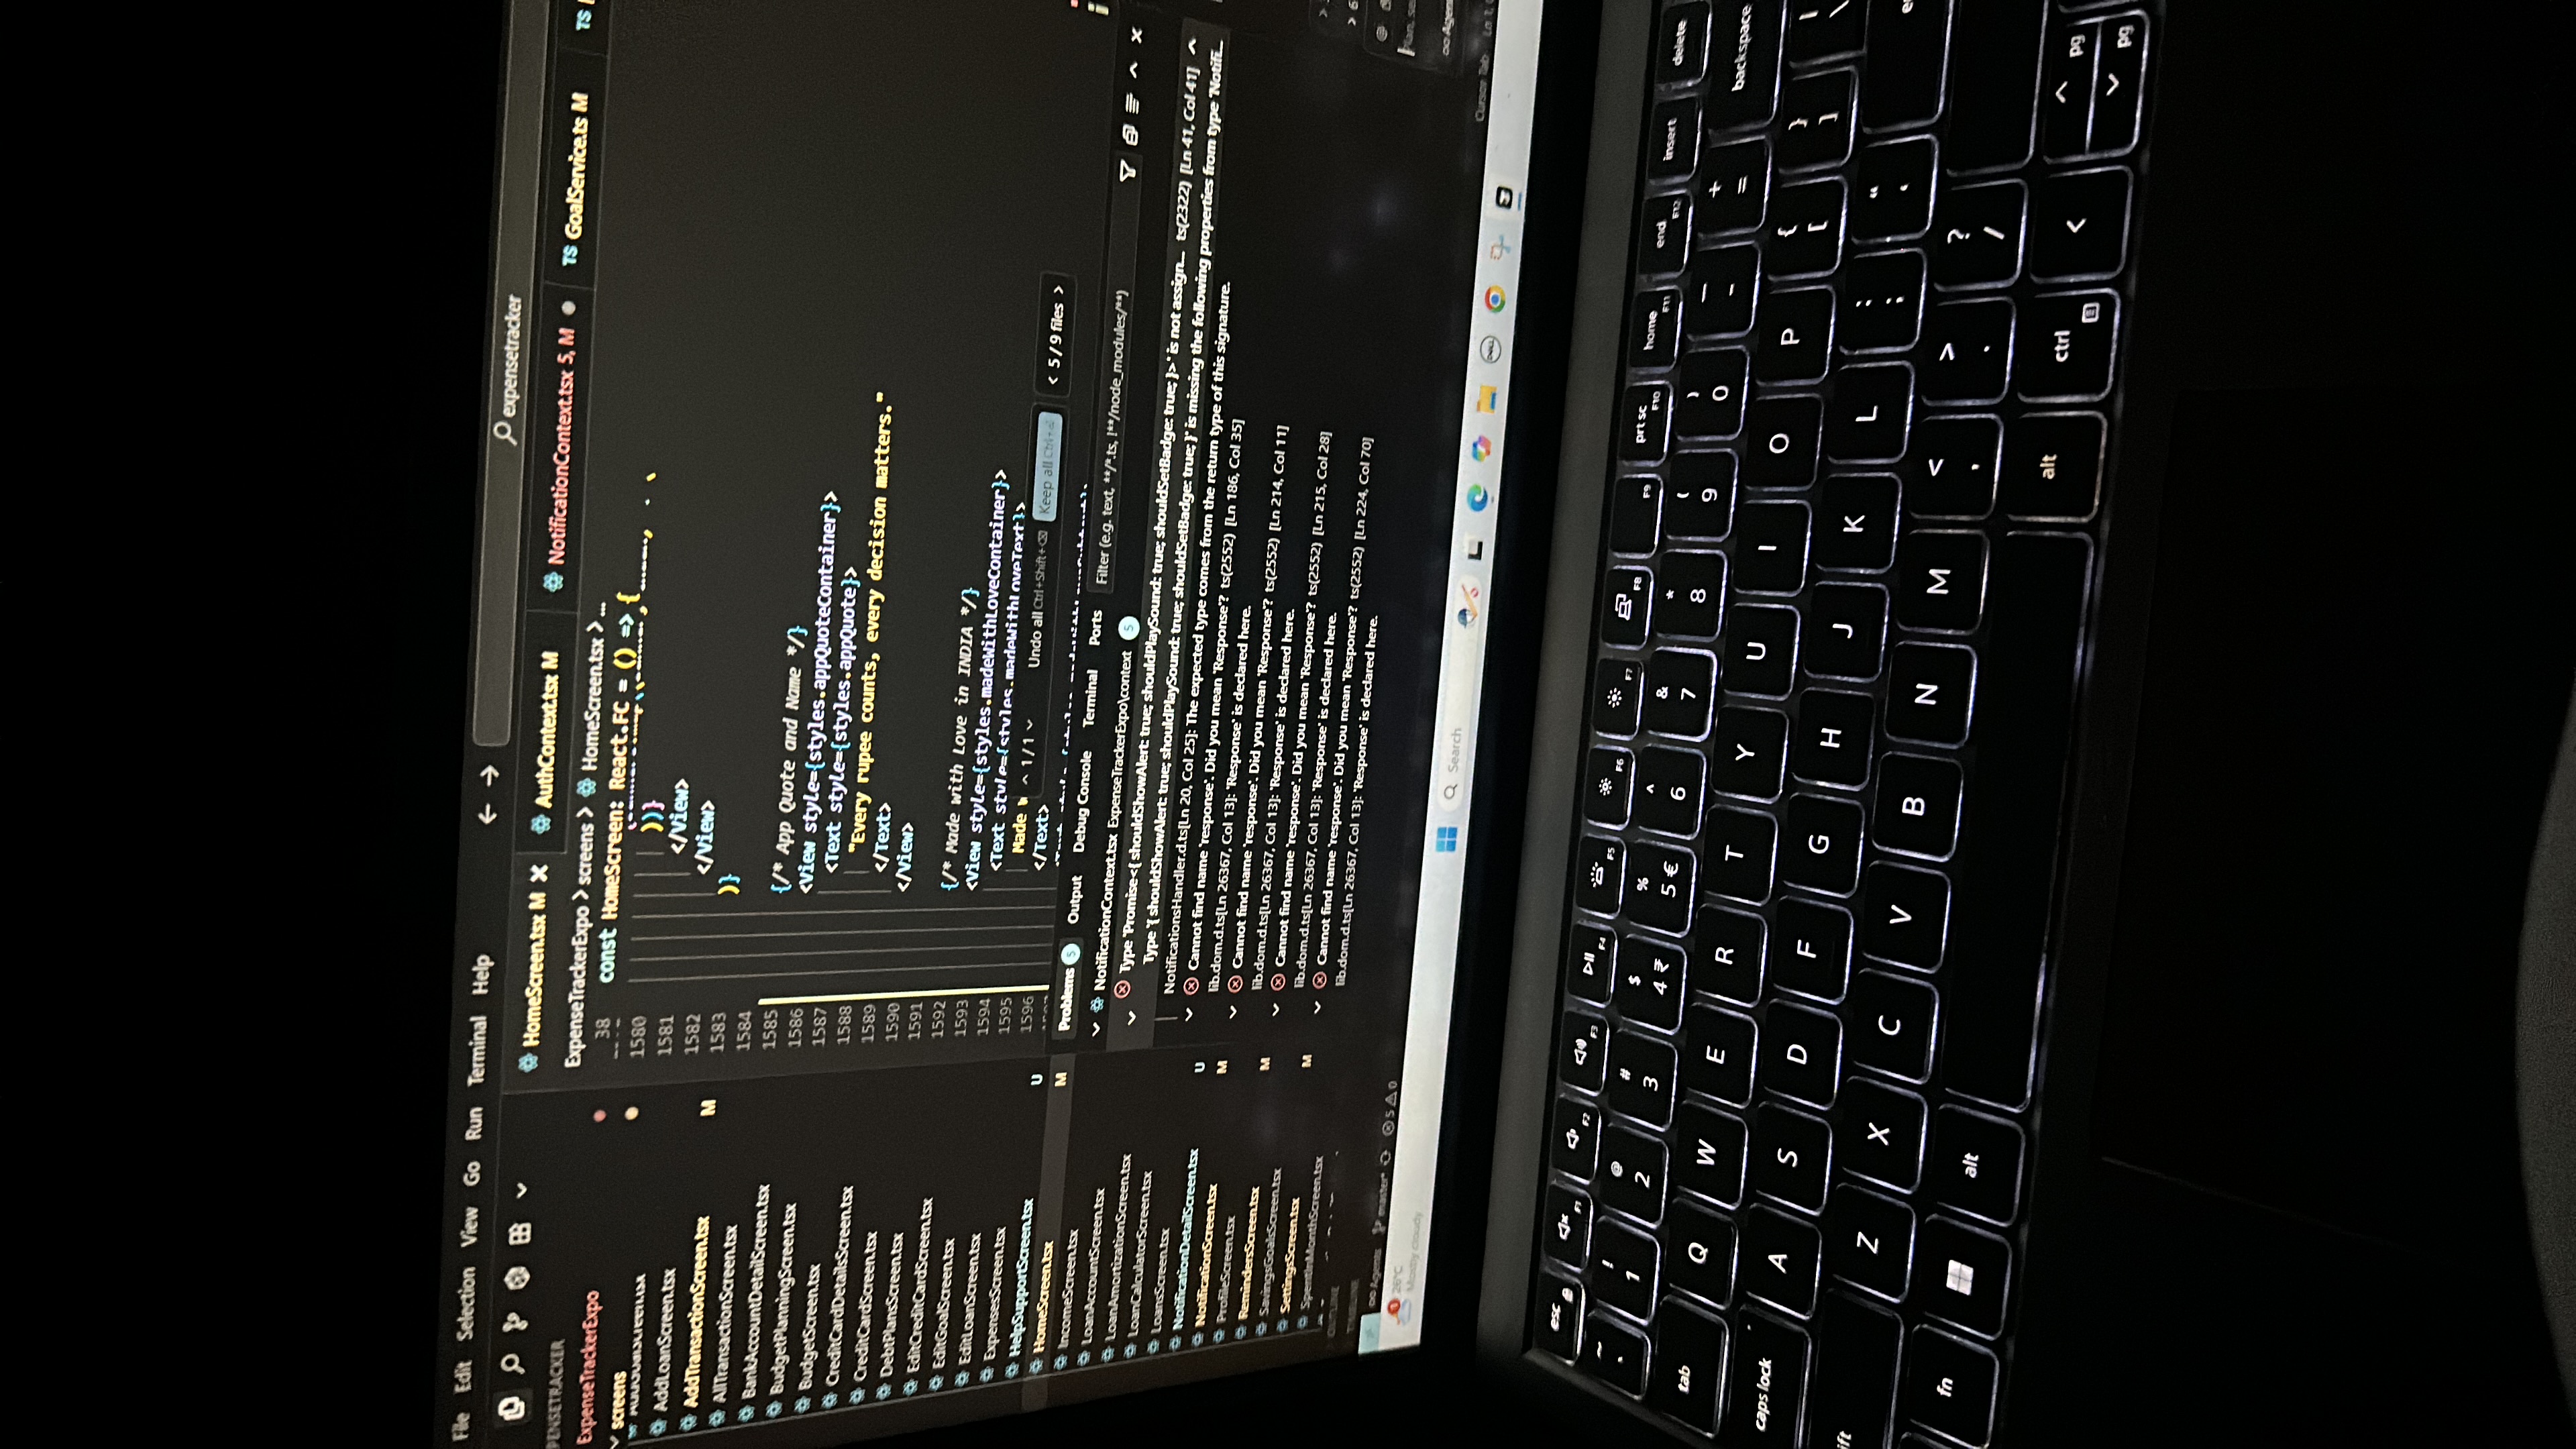 File Edit Selection View Go Run Terminal Help
expensetracker
HomeScreen.tsx M
AuthContext.tsx M
NotificationContext.tsx 5, M
GoalService.ts M
TS
PENSETRACKER
ExpenseTrackerExpo
screens
AddLoanScreen.tsx
AddTransactionScreen.tsx M
AllTransactionScreen.tsx
BankAccountDetailScreen.tsx
BudgetPlanningScreen.tsx
BudgetScreen.tsx
CreditCardDetailsScreen.tsx
CreditCardScreen.tsx
DebtPlansScreen.tsx
EditCreditCardScreen.tsx
EditGoalScreen.tsx
EditLoanScreen.tsx
ExpensesScreen.tsx
HelpSupportScreen.tsx U
HomeScreen.tsx M
IncomeScreen.tsx
LoanAccountScreen.tsx
LoanAmortizationScreen.tsx
LoanCalculatorScreen.tsx
LoansScreen.tsx
NotificationDetailScreen.tsx U
NotificationScreen.tsx M
ProfileScreen.tsx
RemindersScreen.tsx M
SavingsGoalsScreen.tsx
SettingsScreen.tsx M
SpentInMonthScreen.tsx
OUTLINE
TIMELINE
ExpenseTrackerExpo > screens > HomeScreen.tsx > ...
38 const HomeScreen: React.FC = () => {
1580
1581 ))}
1582 </View>
1583 </View>
1584 )}
1585
1586 {/* App Quote and Name */}
1587 <View style={styles.appQuoteContainer}>
1588 <Text style={styles.appQuote}>
1589 "Every rupee counts, every decision matters."
1590 </Text>
1591 </View>
1592
1593 {/* Made with Love in INDIA */}
1594 <View style={styles.madeWithLoveContainer}>
1595 <Text style={styles.madeWithLoveText}>
1596 Made
</Text>
1/1 Undo all Ctrl+Shift+⌫ Keep all Ctrl+⏎
5/9 files
Problems 5 Output Debug Console Terminal Ports
Filter (e.g. text, **/*.ts, !**/node_modules/**)
NotificationContext.tsx ExpenseTrackerExpo\context 5
Type 'Promise<{ shouldShowAlert: true; shouldPlaySound: true; shouldSetBadge: true; }>' is not assign... ts(2322) [Ln 41, Col 41]
Type '{ shouldShowAlert: true; shouldPlaySound: true; shouldSetBadge: true; }' is missing the following properties from type 'Notifi...
NotificationsHandler.d.ts[Ln 20, Col 25]: The expected type comes from the return type of this signature.
Cannot find name 'response'. Did you mean 'Response'? ts(2552) [Ln 186, Col 35]
lib.dom.d.ts[Ln 26367, Col 13]: 'Response' is declared here.
Cannot find name 'response'. Did you mean 'Response'? ts(2552) [Ln 214, Col 11]
lib.dom.d.ts[Ln 26367, Col 13]: 'Response' is declared here.
Cannot find name 'response'. Did you mean 'Response'? ts(2552) [Ln 215, Col 28]
lib.dom.d.ts[Ln 26367, Col 13]: 'Response' is declared here.
Cannot find name 'response'. Did you mean 'Response'? ts(2552) [Ln 224, Col 70]
lib.dom.d.ts[Ln 26367, Col 13]: 'Response' is declared here.
Agents master* 5 0
Cursor Tab
1
26°C
Mostly cloudy
Search
DELL
esc F1 F2 F3 F4 F5 F6 F7 F8 F9 prt sc F10 home F11 end F12 insert delete
~ ` ! 1 @ 2 # 3 $ 4 ₹ % 5 € ^ 6 & 7 * 8 ( 9 ) 0 _ - + = backspace
tab Q W E R T Y U I O P { [ } ] | \
caps lock A S D F G H J K L : ; " '
ift Z X C V B N M < , > . ? /
fn alt alt ctrl < pg pg